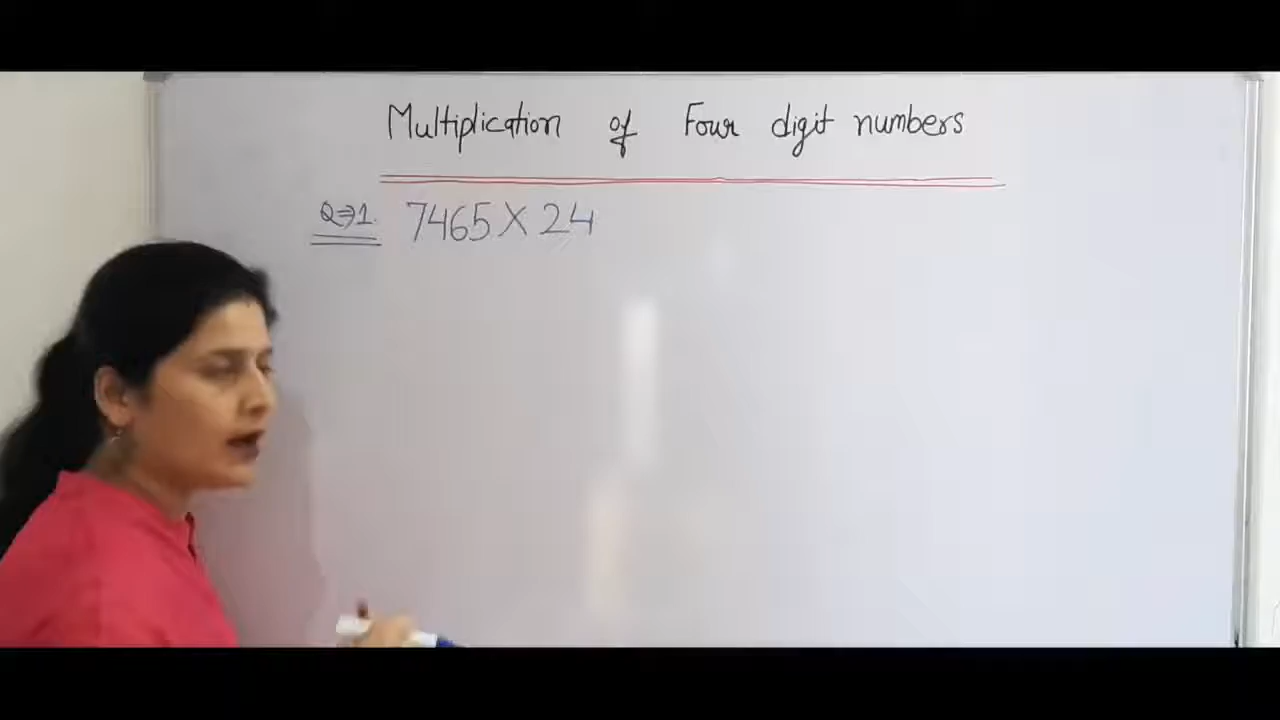 Multiplication of Four digit numbers
Q⇒1. 7465 X 24